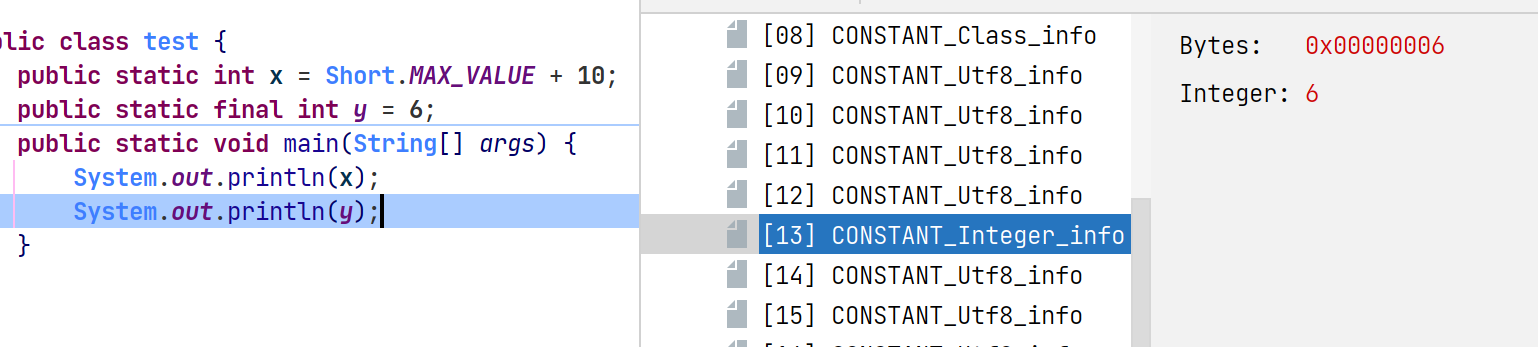 lic class test {
public static int x = Short.MAX_VALUE + 10;
public static final int y = 6;
public static void main(String[] args) {
System.out.println(x);
System.out.println(y);
}
[08] CONSTANT_Class_info
[09] CONSTANT_Utf8_info
[10] CONSTANT_Utf8_info
[11] CONSTANT_Utf8_info
[12] CONSTANT_Utf8_info
[13] CONSTANT_Integer_info
[14] CONSTANT_Utf8_info
[15] CONSTANT_Utf8_info
Bytes: 0x00000006
Integer: 6